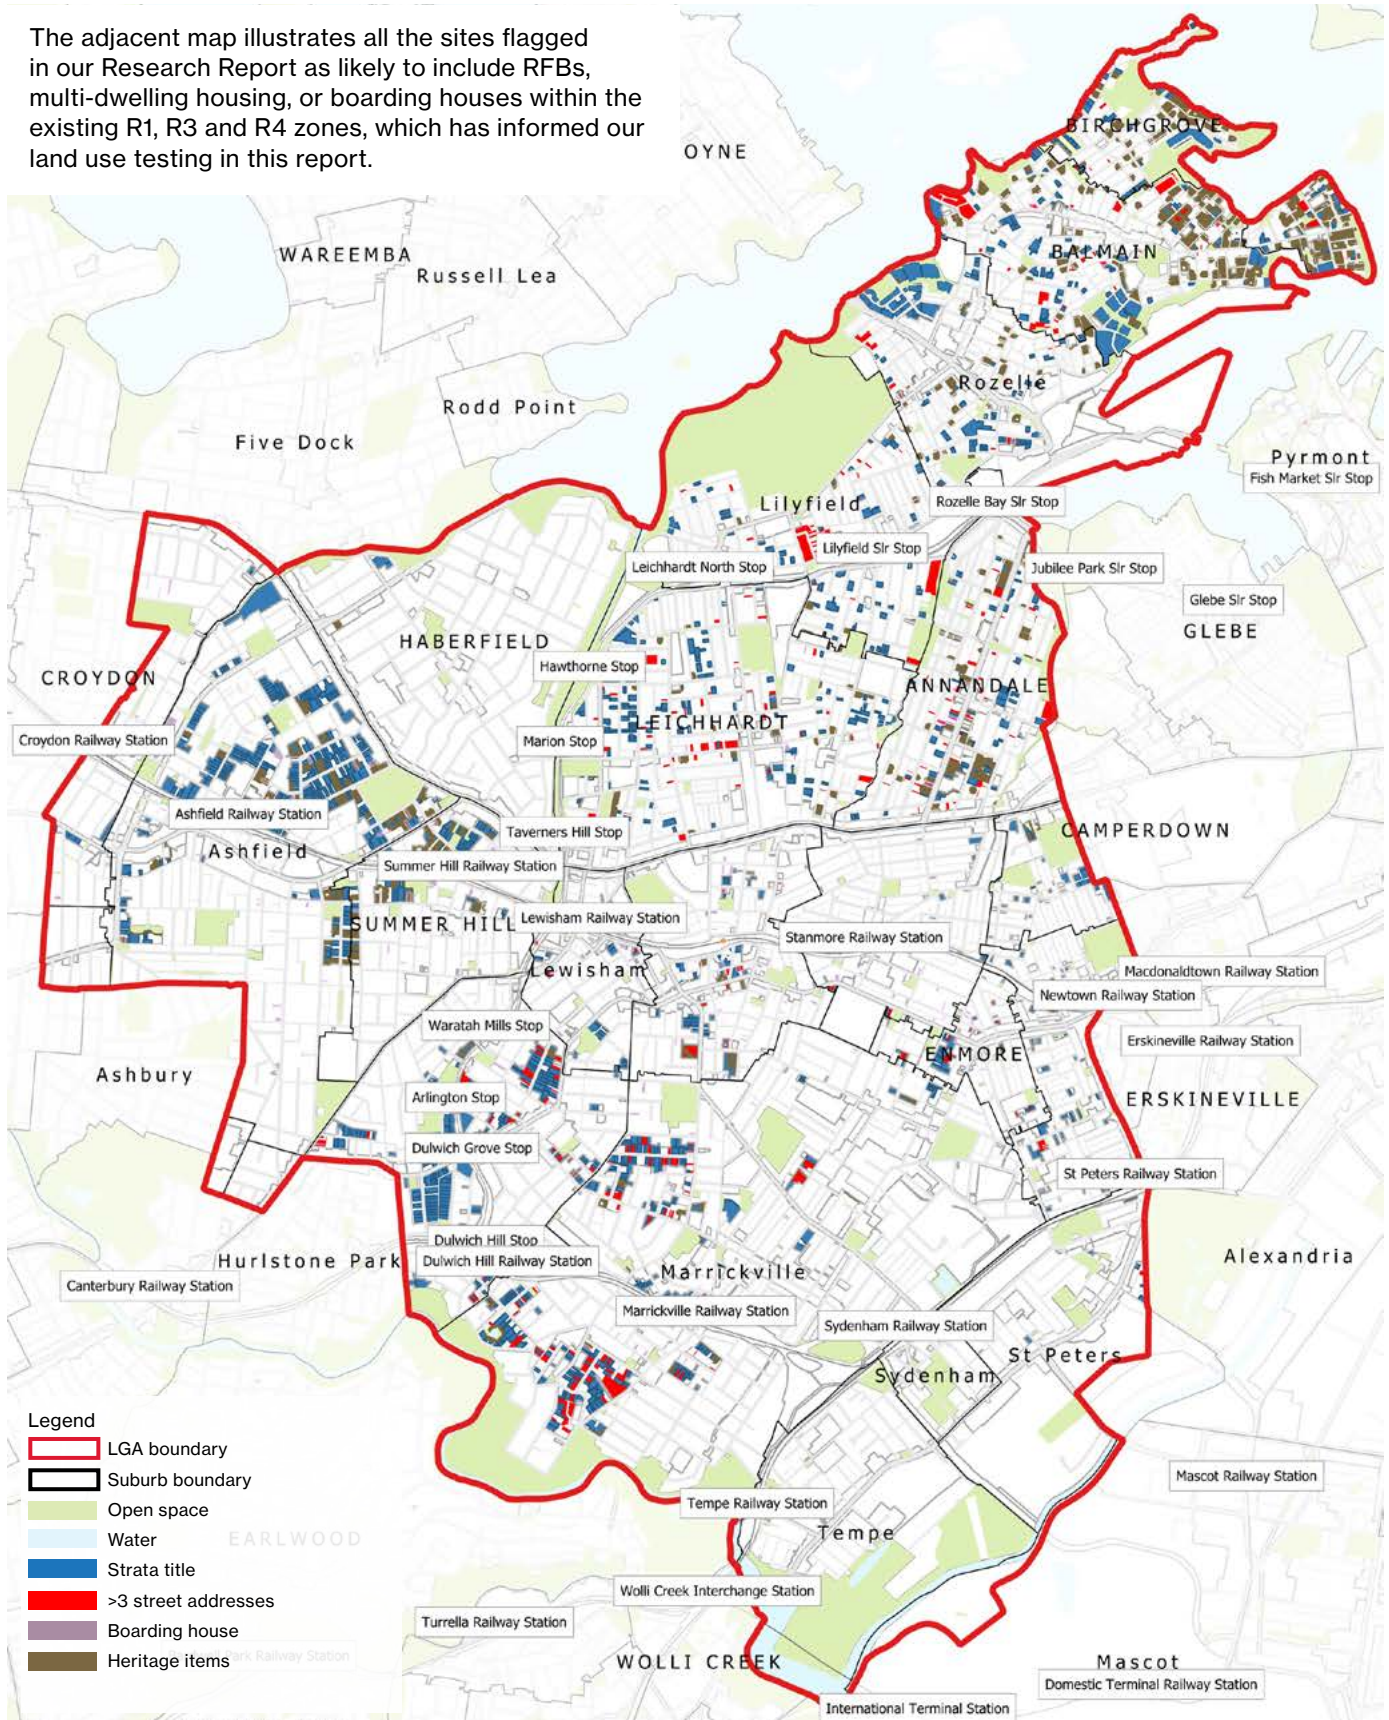 The adjacent map illustrates all the sites flagged
in our Research Report as likely to include RFBs,
multi-dwelling housing, or boarding houses within the
existing R1, R3 and R4 zones, which has informed our
land use testing in this report.
OYNE
BIRCHGROVE
WAREEMBA
Russell Lea
BALMAIN
Rozelle
Rodd Point
Five Dock
Pyrmont
Fish Market Slr Stop
Lilyfield
Rozelle Bay Slr Stop
Lilyfield Slr Stop
Leichhardt North Stop
Jubilee Park Slr Stop
Glebe Slr Stop
GLEBE
HABERFIELD
Hawthorne Stop
CROYDON
ANNANDALE
LEICHHARDT
Croydon Railway Station
Marion Stop
Ashfield Railway Station
Taverners Hill Stop
CAMPERDOWN
Ashfield
Summer Hill Railway Station
SUMMER HILL
Lewisham Railway Station
Stanmore Railway Station
Lewisham
Macdonaldtown Railway Station
Newtown Railway Station
Waratah Mills Stop
Erskineville Railway Station
ENMORE
Ashbury
Arlington Stop
ERSKINEVILLE
Dulwich Grove Stop
St Peters Railway Station
Dulwich Hill Stop
Hurlstone Park
Dulwich Hill Railway Station
Alexandria
Marrickville
Canterbury Railway Station
Marrickville Railway Station
Sydenham Railway Station
St Peters
Sydenham
Legend
LGA boundary
Suburb boundary
Open space
Water
Strata title
>3 street addresses
Boarding house
Heritage items
EARLWOOD
Park Railway Station
Mascot Railway Station
Tempe Railway Station
Tempe
Wolli Creek Interchange Station
Turrella Railway Station
WOLLI CREEK
Mascot
Domestic Terminal Railway Station
International Terminal Station